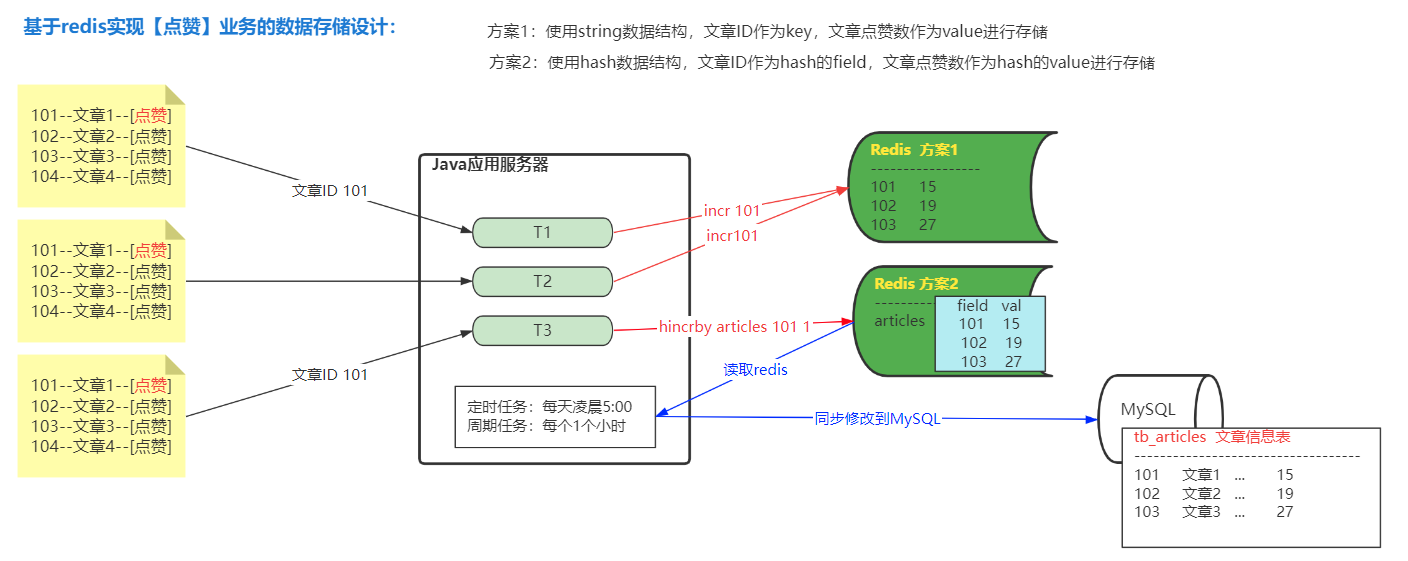 基于redis实现【点赞】业务的数据存储设计：
方案1：使用string数据结构，文章ID作为key，文章点赞数作为value进行存储
方案2：使用hash数据结构，文章ID作为hash的field，文章点赞数作为hash的value进行存储
101--文章1--[点赞]
102--文章2--[点赞]
103--文章3--[点赞]
104--文章4--[点赞]
101--文章1--[点赞]
102--文章2--[点赞]
103--文章3--[点赞]
104--文章4--[点赞]
101--文章1--[点赞]
102--文章2--[点赞]
103--文章3--[点赞]
104--文章4--[点赞]
文章ID 101
文章ID 101
Java应用服务器
T1
T2
T3
定时任务：每天凌晨5:00
周期任务：每个1个小时
incr 101
incr101
hincrby articles 101 1
读取redis
同步修改到MySQL
Redis 方案1
------------------
101 15
102 19
103 27
Redis 方案2
articles
field val
101 15
102 19
103 27
MySQL
tb_articles 文章信息表
------------------------------------
101 文章1 ... 15
102 文章2 ... 19
103 文章3 ... 27